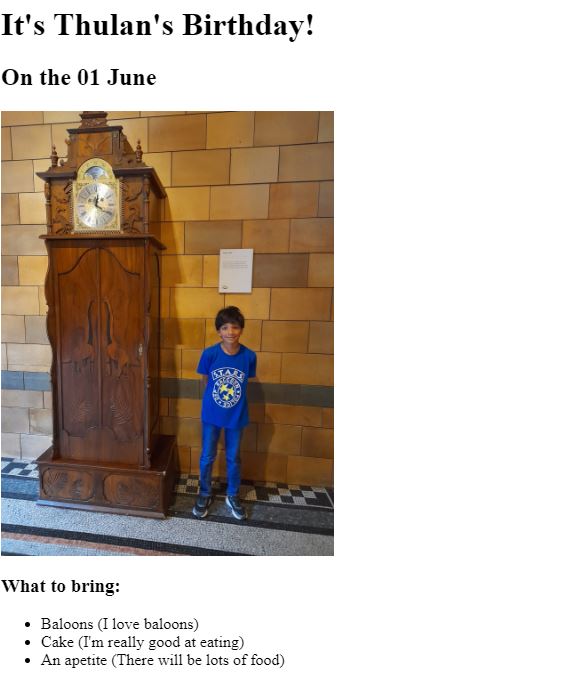 It's Thulan's Birthday!
On the 01 June
STARS
What to bring:
Baloons (I love baloons)
Cake (I'm really good at eating)
An apetite (There will be lots of food)